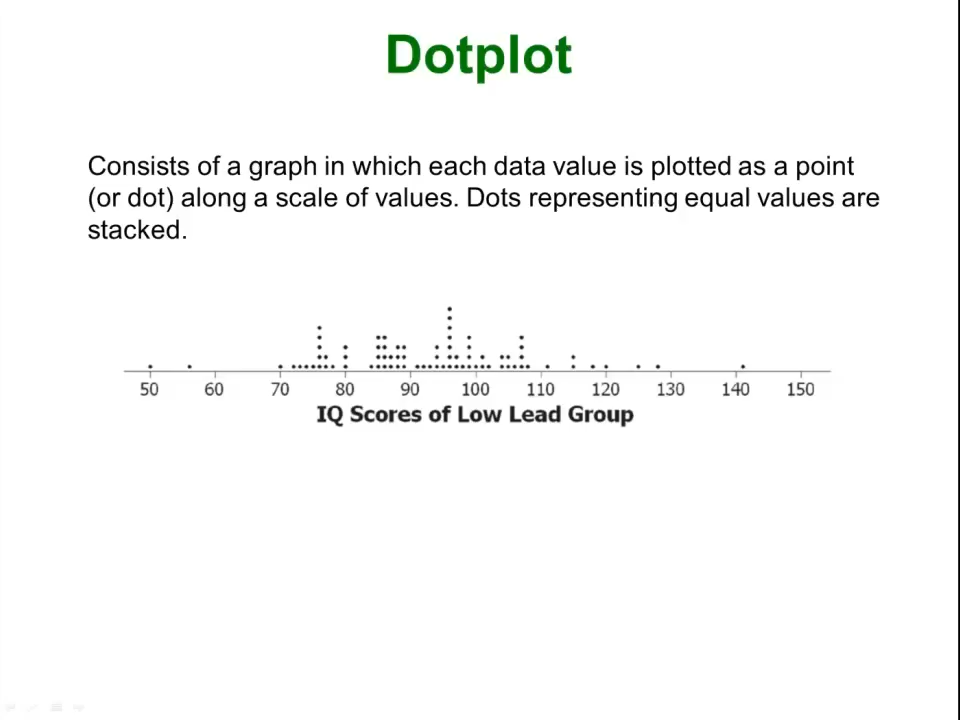 Dotplot
Consists of a graph in which each data value is plotted as a point
(or dot) along a scale of values. Dots representing equal values are
stacked.
50 60 70 80 90 100 110 120 130 140 150
IQ Scores of Low Lead Group